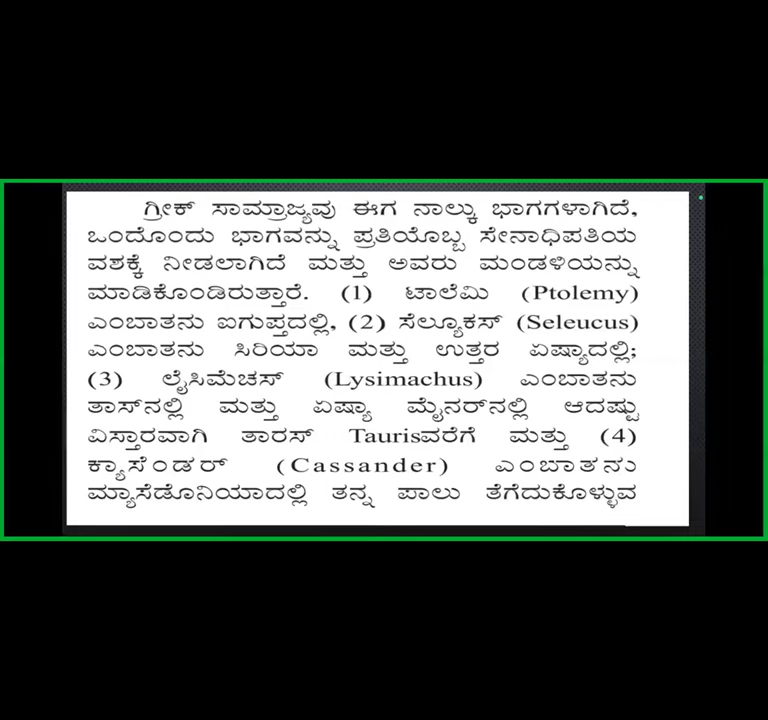 ಗ್ರೀಕ್ ಸಾಮ್ರಾಜ್ಯವು ಈಗ ನಾಲ್ಕು ಭಾಗಗಳಾಗಿದೆ,
ಒಂದೊಂದು ಭಾಗವನ್ನು ಪ್ರತಿಯೊಬ್ಬ ಸೇನಾಧಿಪತಿಯ
ವಶಕ್ಕೆ ನೀಡಲಾಗಿದೆ ಮತ್ತು ಅವರು ಮಂಡಳಿಯನ್ನು
ಮಾಡಿಕೊಂಡಿರುತ್ತಾರೆ. (1) ಟಾಲೆಮಿ (Ptolemy)
ಎಂಬಾತನು ಐಗುಪ್ತದಲ್ಲಿ, (2) ಸೆಲ್ಯೂಕಸ್ (Seleucus)
ಎಂಬಾತನು ಸಿರಿಯಾ ಮತ್ತು ಉತ್ತರ ಏಷ್ಯಾದಲ್ಲಿ;
(3) ಲೈಸಿಮೆಚಸ್ (Lysimachus) ಎಂಬಾತನು
ತಾಸ್‌ನಲ್ಲಿ ಮತ್ತು ಏಷ್ಯಾ ಮೈನರ್‌ನಲ್ಲಿ ಆದಷ್ಟು
ವಿಸ್ತಾರವಾಗಿ ತಾರಸ್ Taurisವರೆಗೆ ಮತ್ತು (4)
ಕ್ಯಾಸೆಂಡರ್ (Cassander) ಎಂಬಾತನು
ಮ್ಯಾಸೆಡೊನಿಯಾದಲ್ಲಿ ತನ್ನ ಪಾಲು ತೆಗೆದುಕೊಳ್ಳುವ